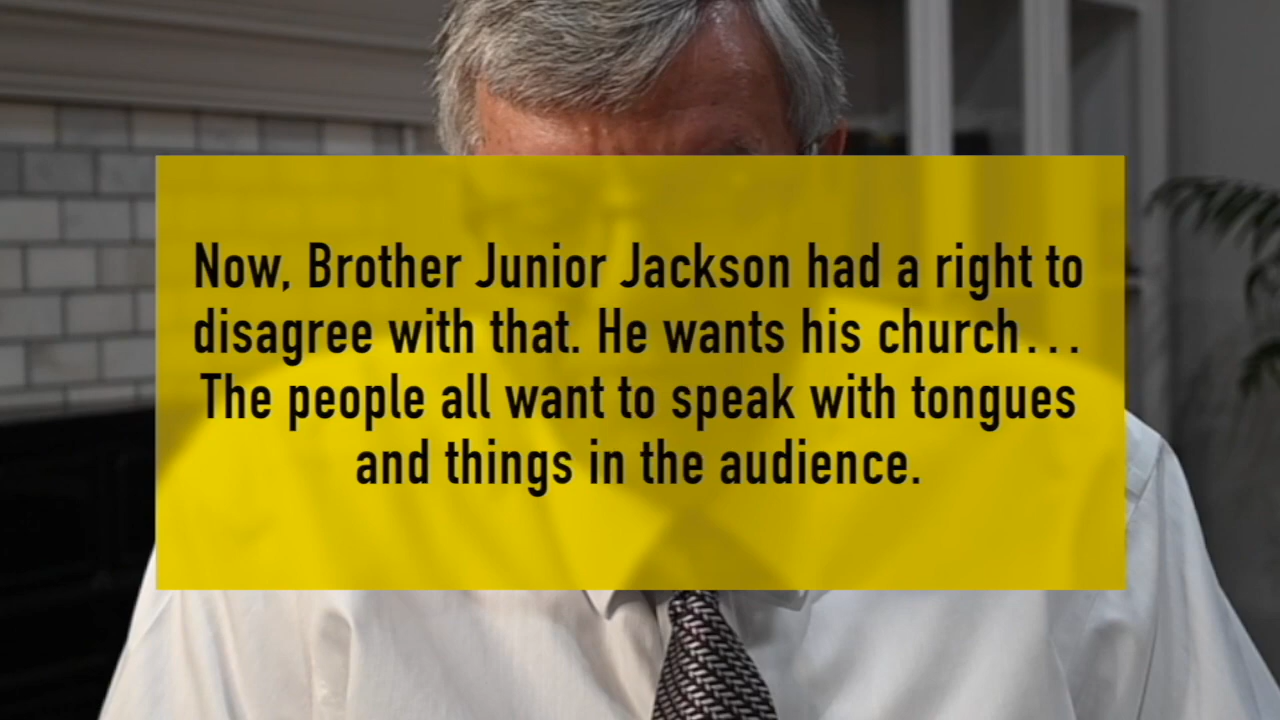 Now, Brother Junior Jackson had a right to
disagree with that. He wants his church...
The people all want to speak with tongues
and things in the audience.